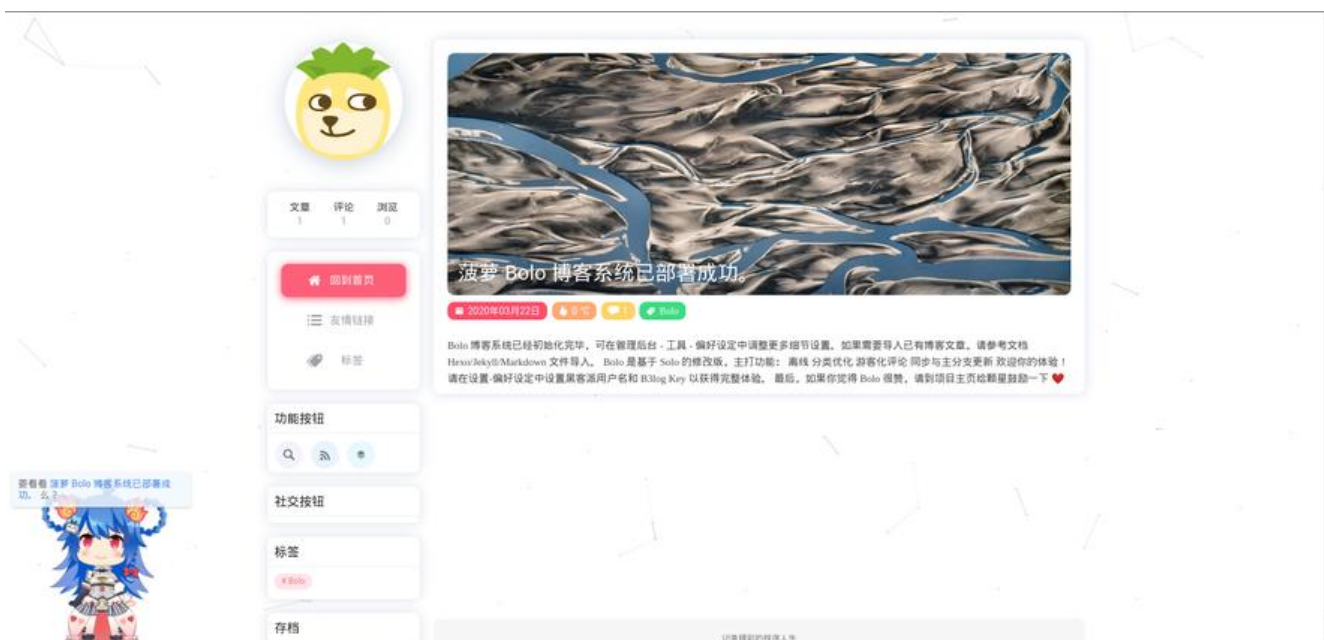 菠萝 Bolo 博客系统已部署成功。
2020年03月22日 0 ℃ 1 Bolo
Bolo 博客系统已经初始化完毕,可在管理后台 - 工具 - 偏好设定中调整更多细节设置。如果需要导入已有博客文章,请参考文档
Hexo/Jekyll/Markdown 文件导入。 Bolo 是基于 Solo 的修改版,主打功能: 离线 分类优化 游客化评论 同步与主分支更新 欢迎你的体验!
请在设置-偏好设定中设置黑客派用户名和 B3log Key 以获得完整体验。 最后,如果你觉得 Bolo 很赞,请到项目主页给颗星鼓励一下 ❤
文章 评论 浏览
1 1 0
回到首页
友情链接
标签
功能按钮
社交按钮
标签
# Bolo
存档
要看看 菠萝 Bolo 博客系统已部署成
功。 么?